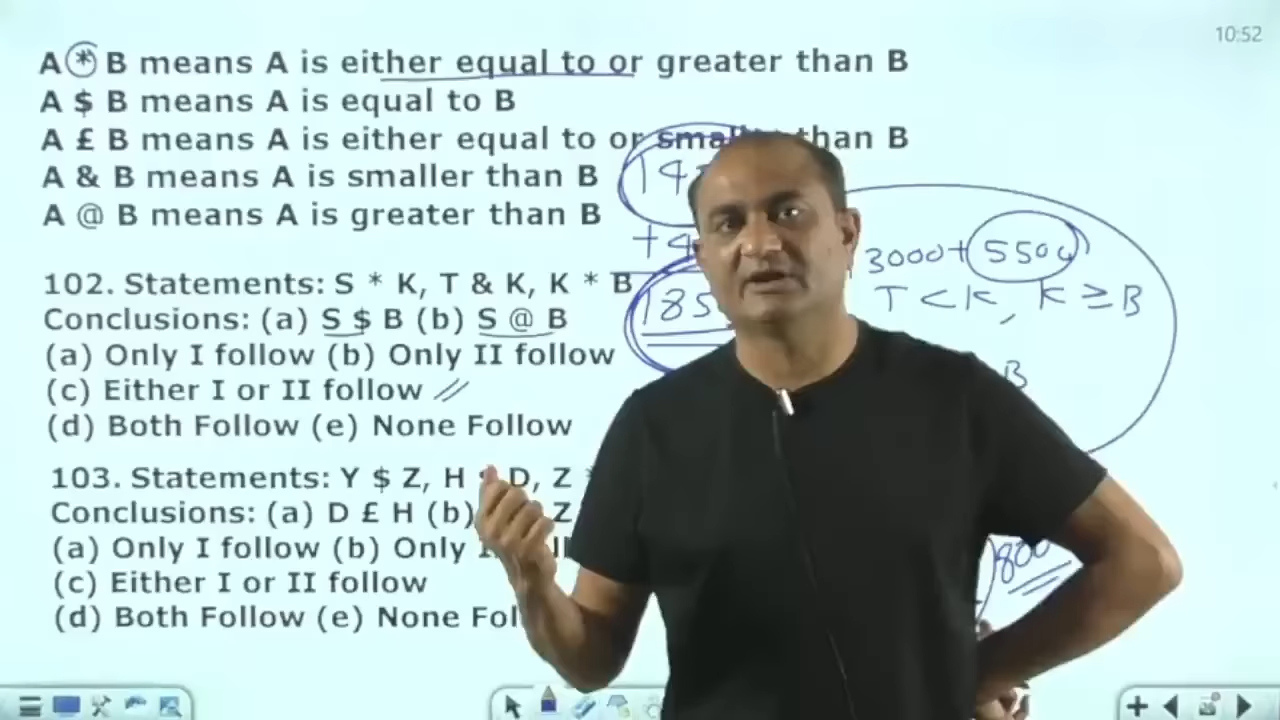 10:52
A * B means A is either equal to or greater than B
A $ B means A is equal to B
A £ B means A is either equal to or smaller than B
A & B means A is smaller than B
A @ B means A is greater than B
3000+ 5500
T < K, K ≥ B
B
102. Statements: S * K, T & K, K * B
Conclusions: (a) S $ B (b) S @ B
(a) Only I follow (b) Only II follow
(c) Either I or II follow
(d) Both Follow (e) None Follow
103. Statements: Y $ Z, H D, Z
Conclusions: (a) D £ H (b) Z
(a) Only I follow (b) Only
(c) Either I or II follow
(d) Both Follow (e) None
800